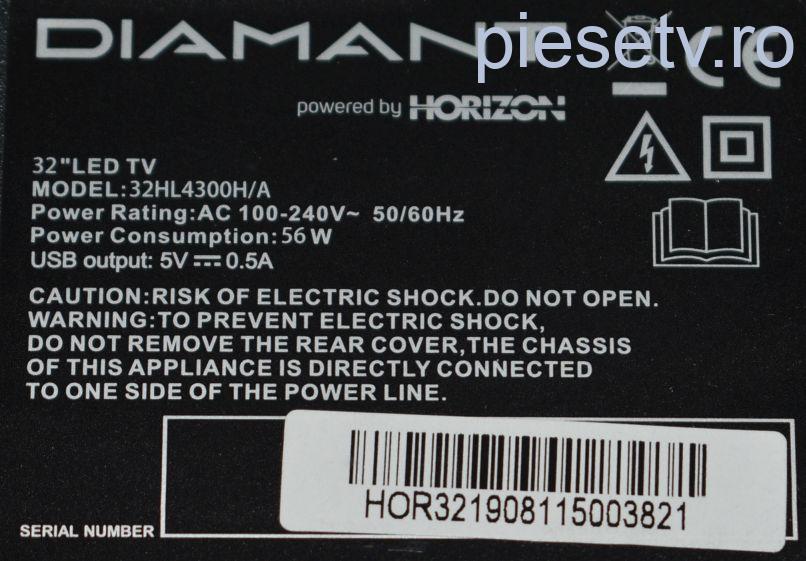 DIAMANT
piesetv.ro
CE
powered by HORIZON
32"LED TV
MODEL:32HL4300H/A
Power Rating:AC 100-240V~ 50/60Hz
Power Consumption:56W
USB output: 5V⎓0.5A
CAUTION:RISK OF ELECTRIC SHOCK.DO NOT OPEN.
WARNING:TO PREVENT ELECTRIC SHOCK,
DO NOT REMOVE THE REAR COVER,THE CHASSIS
OF THIS APPLIANCE IS DIRECTLY CONNECTED
TO ONE SIDE OF THE POWER LINE.
HOR321908115003821
SERIAL NUMBER